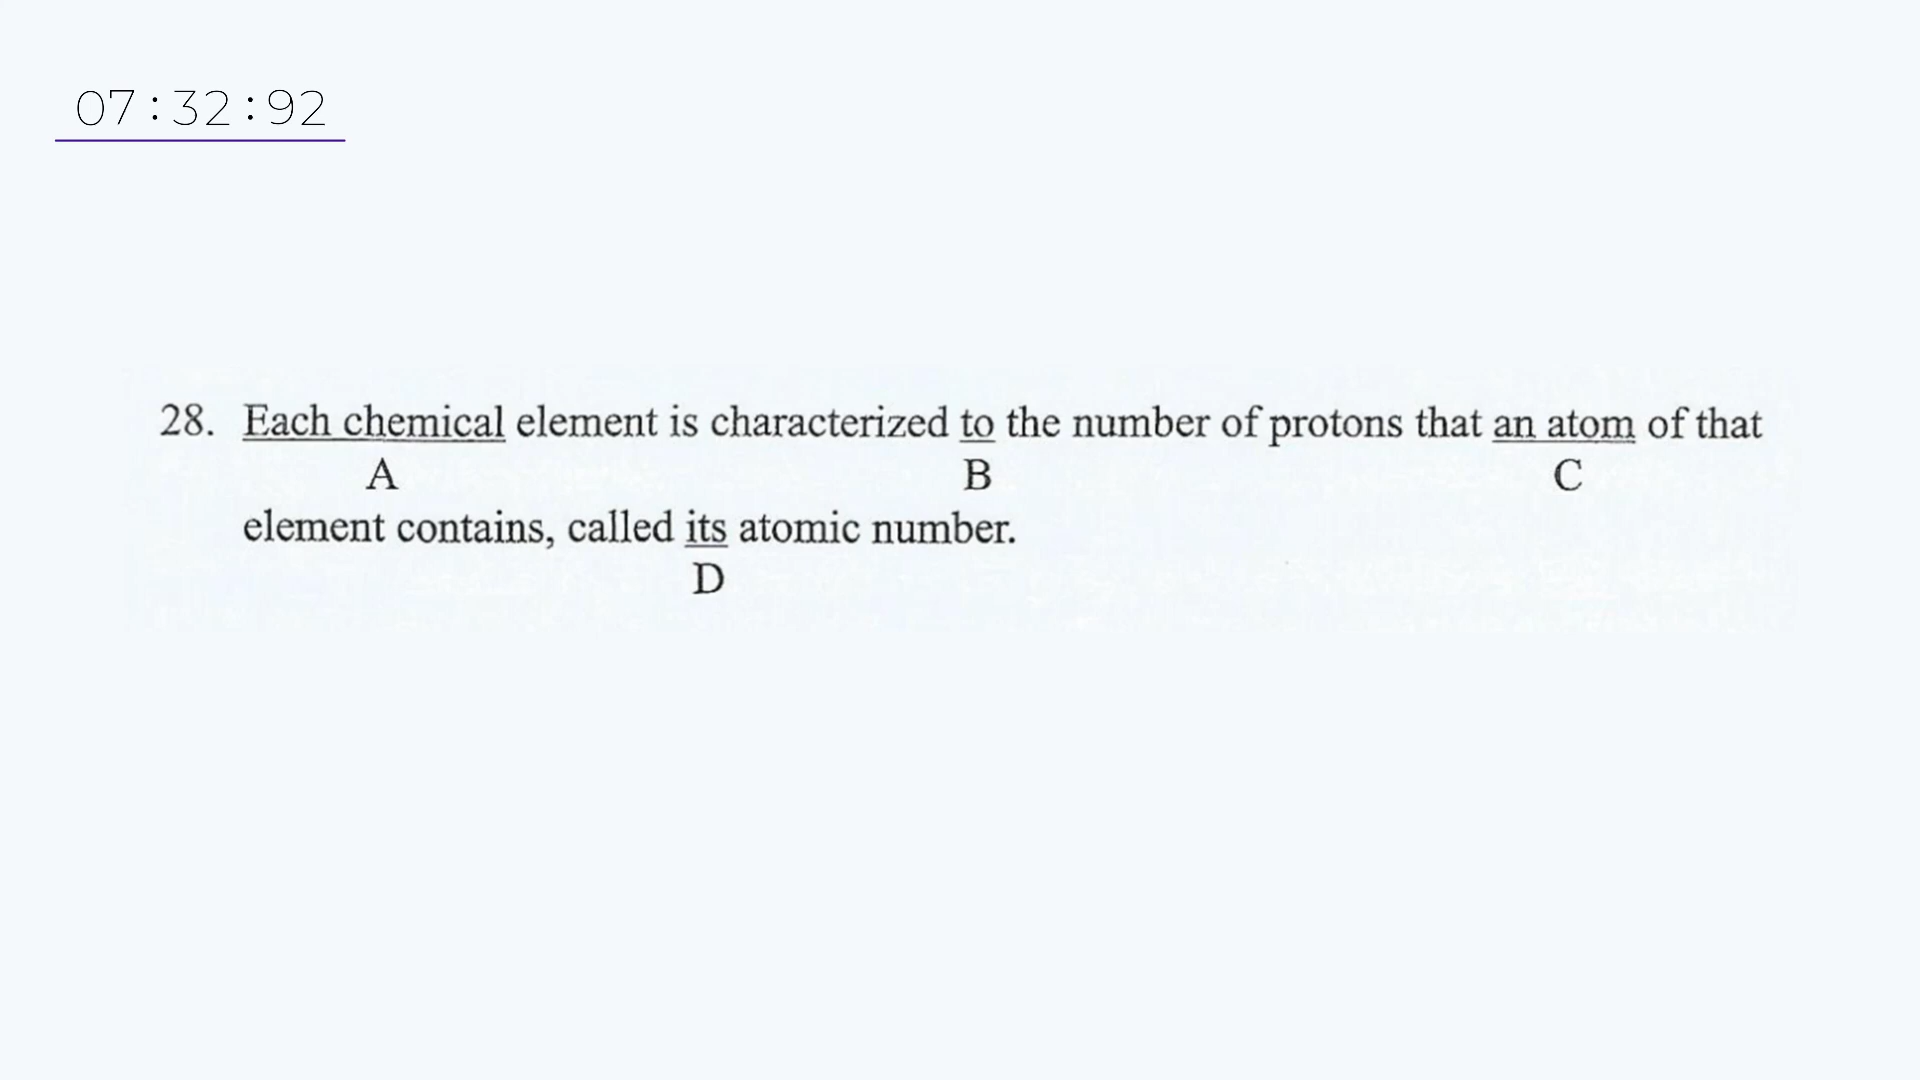 07:32:92
28. Each chemical element is characterized to the number of protons that an atom of that
A B C
element contains, called its atomic number.
D